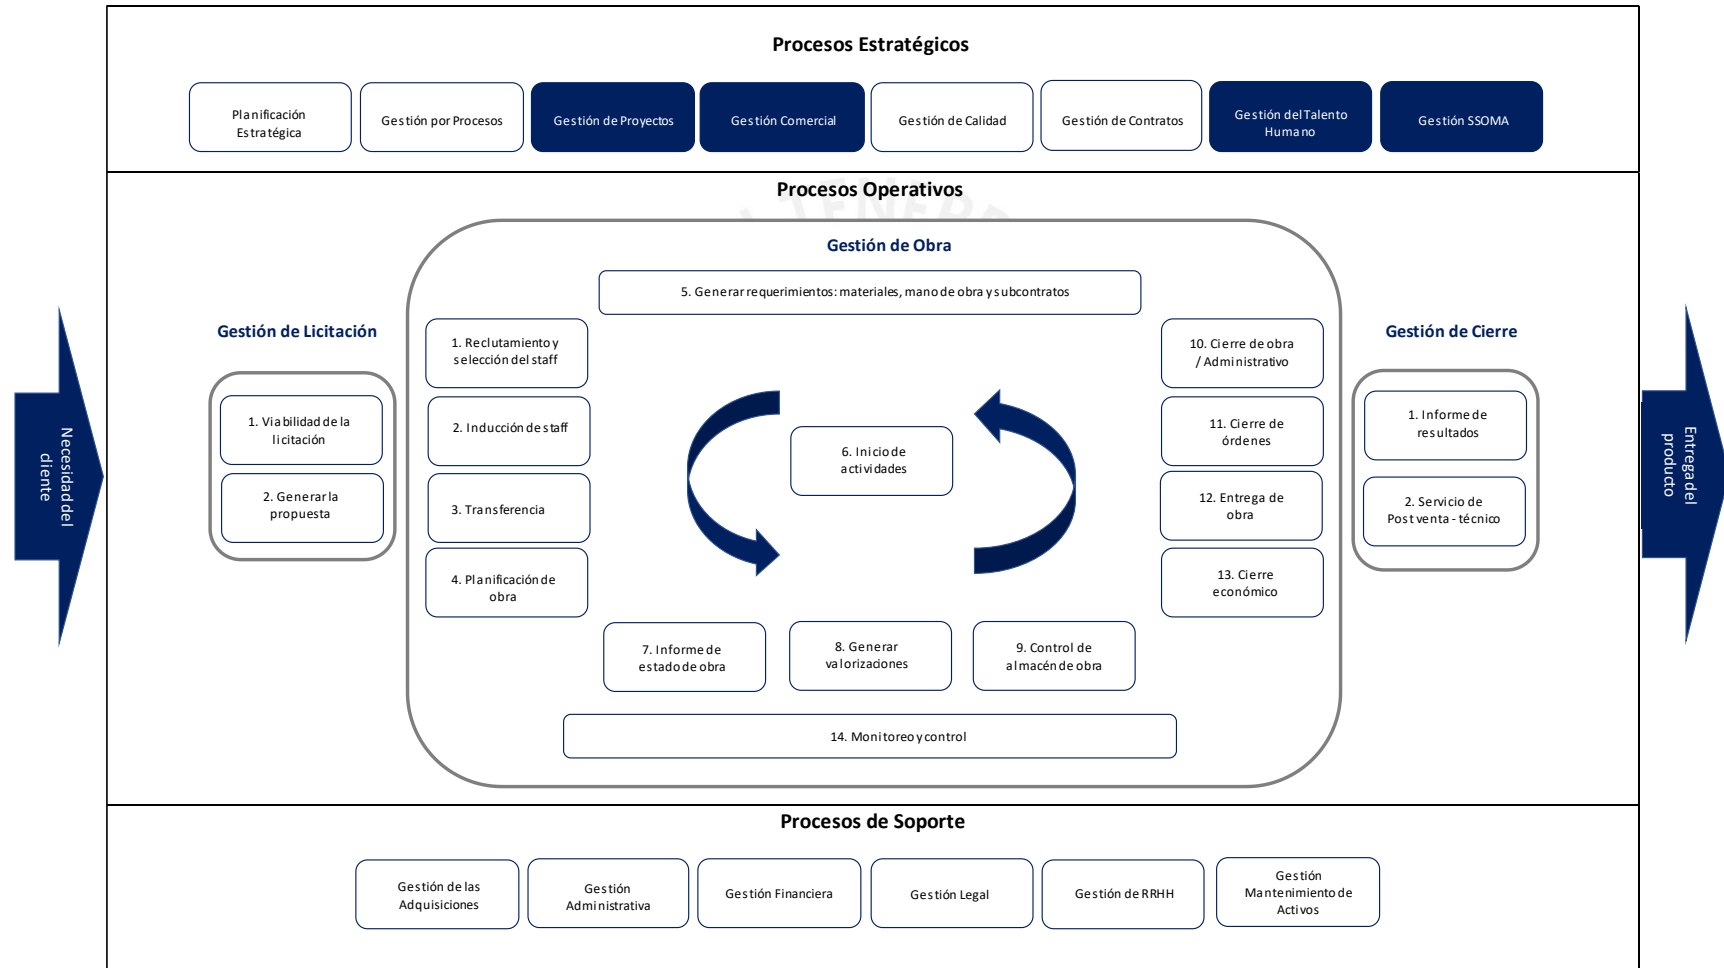 Procesos Estratégicos
Planificación
Estratégica
Gestión por Procesos
Gestión de Proyectos
Gestión Comercial
Gestión de Calidad
Gestión de Contratos
Gestión del Talento
Humano
Gestión SSOMA
Procesos Operativos
Necesidad del
cliente
Gestión de Licitación
1. Viabilidad de la
licitación
2. Generar la
propuesta
Gestión de Obra
5. Generar requerimientos: materiales, mano de obra y subcontratos
1. Reclutamiento y
selección del staff
2. Inducción de staff
3. Transferencia
4. Planificación de
obra
6. Inicio de
actividades
7. Informe de
estado de obra
8. Generar
valorizaciones
9. Control de
almacén de obra
10. Cierre de obra
/ Administrativo
11. Cierre de
órdenes
12. Entrega de
obra
13. Cierre
económico
14. Monitoreo y control
Gestión de Cierre
1. Informe de
resultados
2. Servicio de
Post venta - técnico
Entrega del
producto
Procesos de Soporte
Gestión de las
Adquisiciones
Gestión
Administrativa
Gestión Financiera
Gestión Legal
Gestión de RRHH
Gestión
Mantenimiento de
Activos